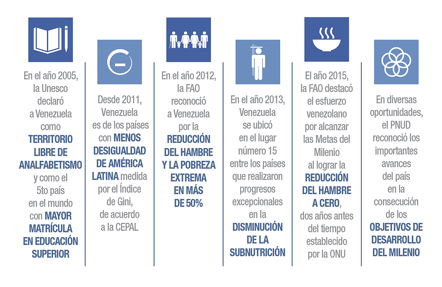 En el año 2005,
la Unesco
declaró
a Venezuela
como
TERRITORIO
LIBRE DE
ANALFABETISMO
y como el
5to país
en el mundo
con MAYOR
MATRÍCULA
EN EDUCACIÓN
SUPERIOR
Desde 2011,
Venezuela
es de los países
con MENOS
DESIGUALDAD
DE AMÉRICA
LATINA medida
por el Índice
de Gini,
de acuerdo
a la CEPAL
En el año 2012,
la FAO
reconoció
a Venezuela
por la
REDUCCIÓN
DEL HAMBRE
Y LA POBREZA
EXTREMA
EN MÁS
DE 50%
En el año 2013,
Venezuela
se ubicó
en el lugar
número 15
entre los países
que realizaron
progresos
excepcionales
en la
DISMINUCIÓN
DE LA
SUBNUTRICIÓN
El año 2015,
la FAO destacó
el esfuerzo
venezolano
por alcanzar
las Metas del
Milenio
al lograr la
REDUCCIÓN
DEL HAMBRE
A CERO,
dos años antes
del tiempo
establecido
por la ONU
En diversas
oportunidades,
el PNUD
reconoció los
importantes
avances
del país
en la
consecución
de los
OBJETIVOS DE
DESARROLLO
DEL MILENIO